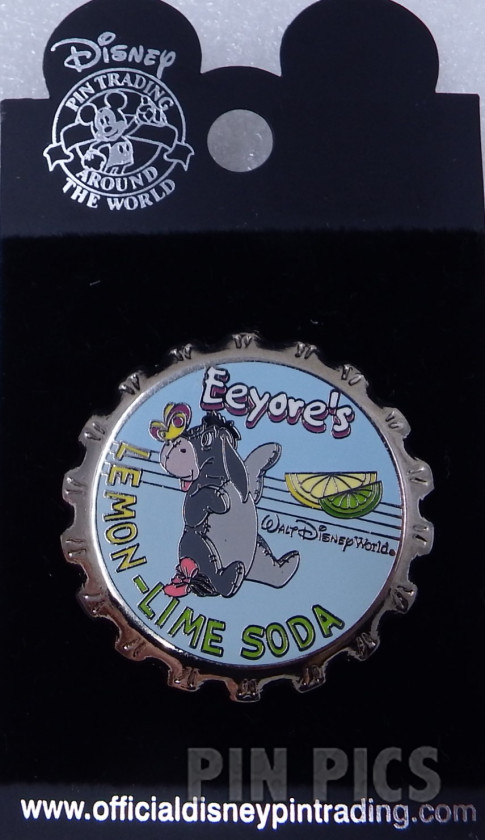 Disney
PIN TRADING
AROUND
THE WORLD
Eeyore's
LEMON-LIME SODA
Walt Disney World®
PIN PICS
www.officialdisneypintrading.com